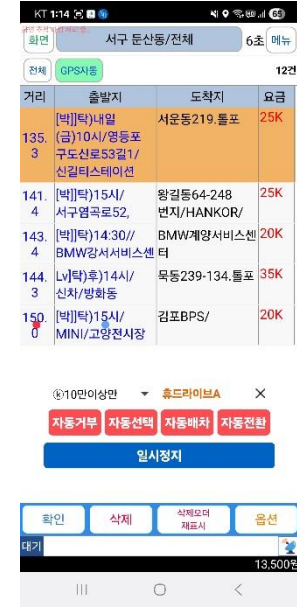 KT 1:14 65
화면 서구 둔산동/전체 6초 메뉴
전체 GPS자동 12건
거리 출발지 도착지 요금
135.3 [박]]탁)내일(금)10시/영등포구도신로53길1/신길티스테이션 서운동219.톨포 25K
141.4 [박]]탁)15시/서구염곡로52, 왕길동64-248번지/HANKOR/ 25K
143.4 [박]]탁)14:30//BMW강서서비스센 BMW계양서비스센터 20K
144.3 Lv]탁)후)14시/신차/방화동 묵동239-134.톨포 35K
150.0 [박]]탁)15시/MINI/고양전시장 김포BPS/ 20K
ⓚ10만이상만 휴드라이브A
자동거부 자동선택 자동배차 자동전환
일시정지
확인 삭제 삭제모더 재표시 옵션
대기
13,500원